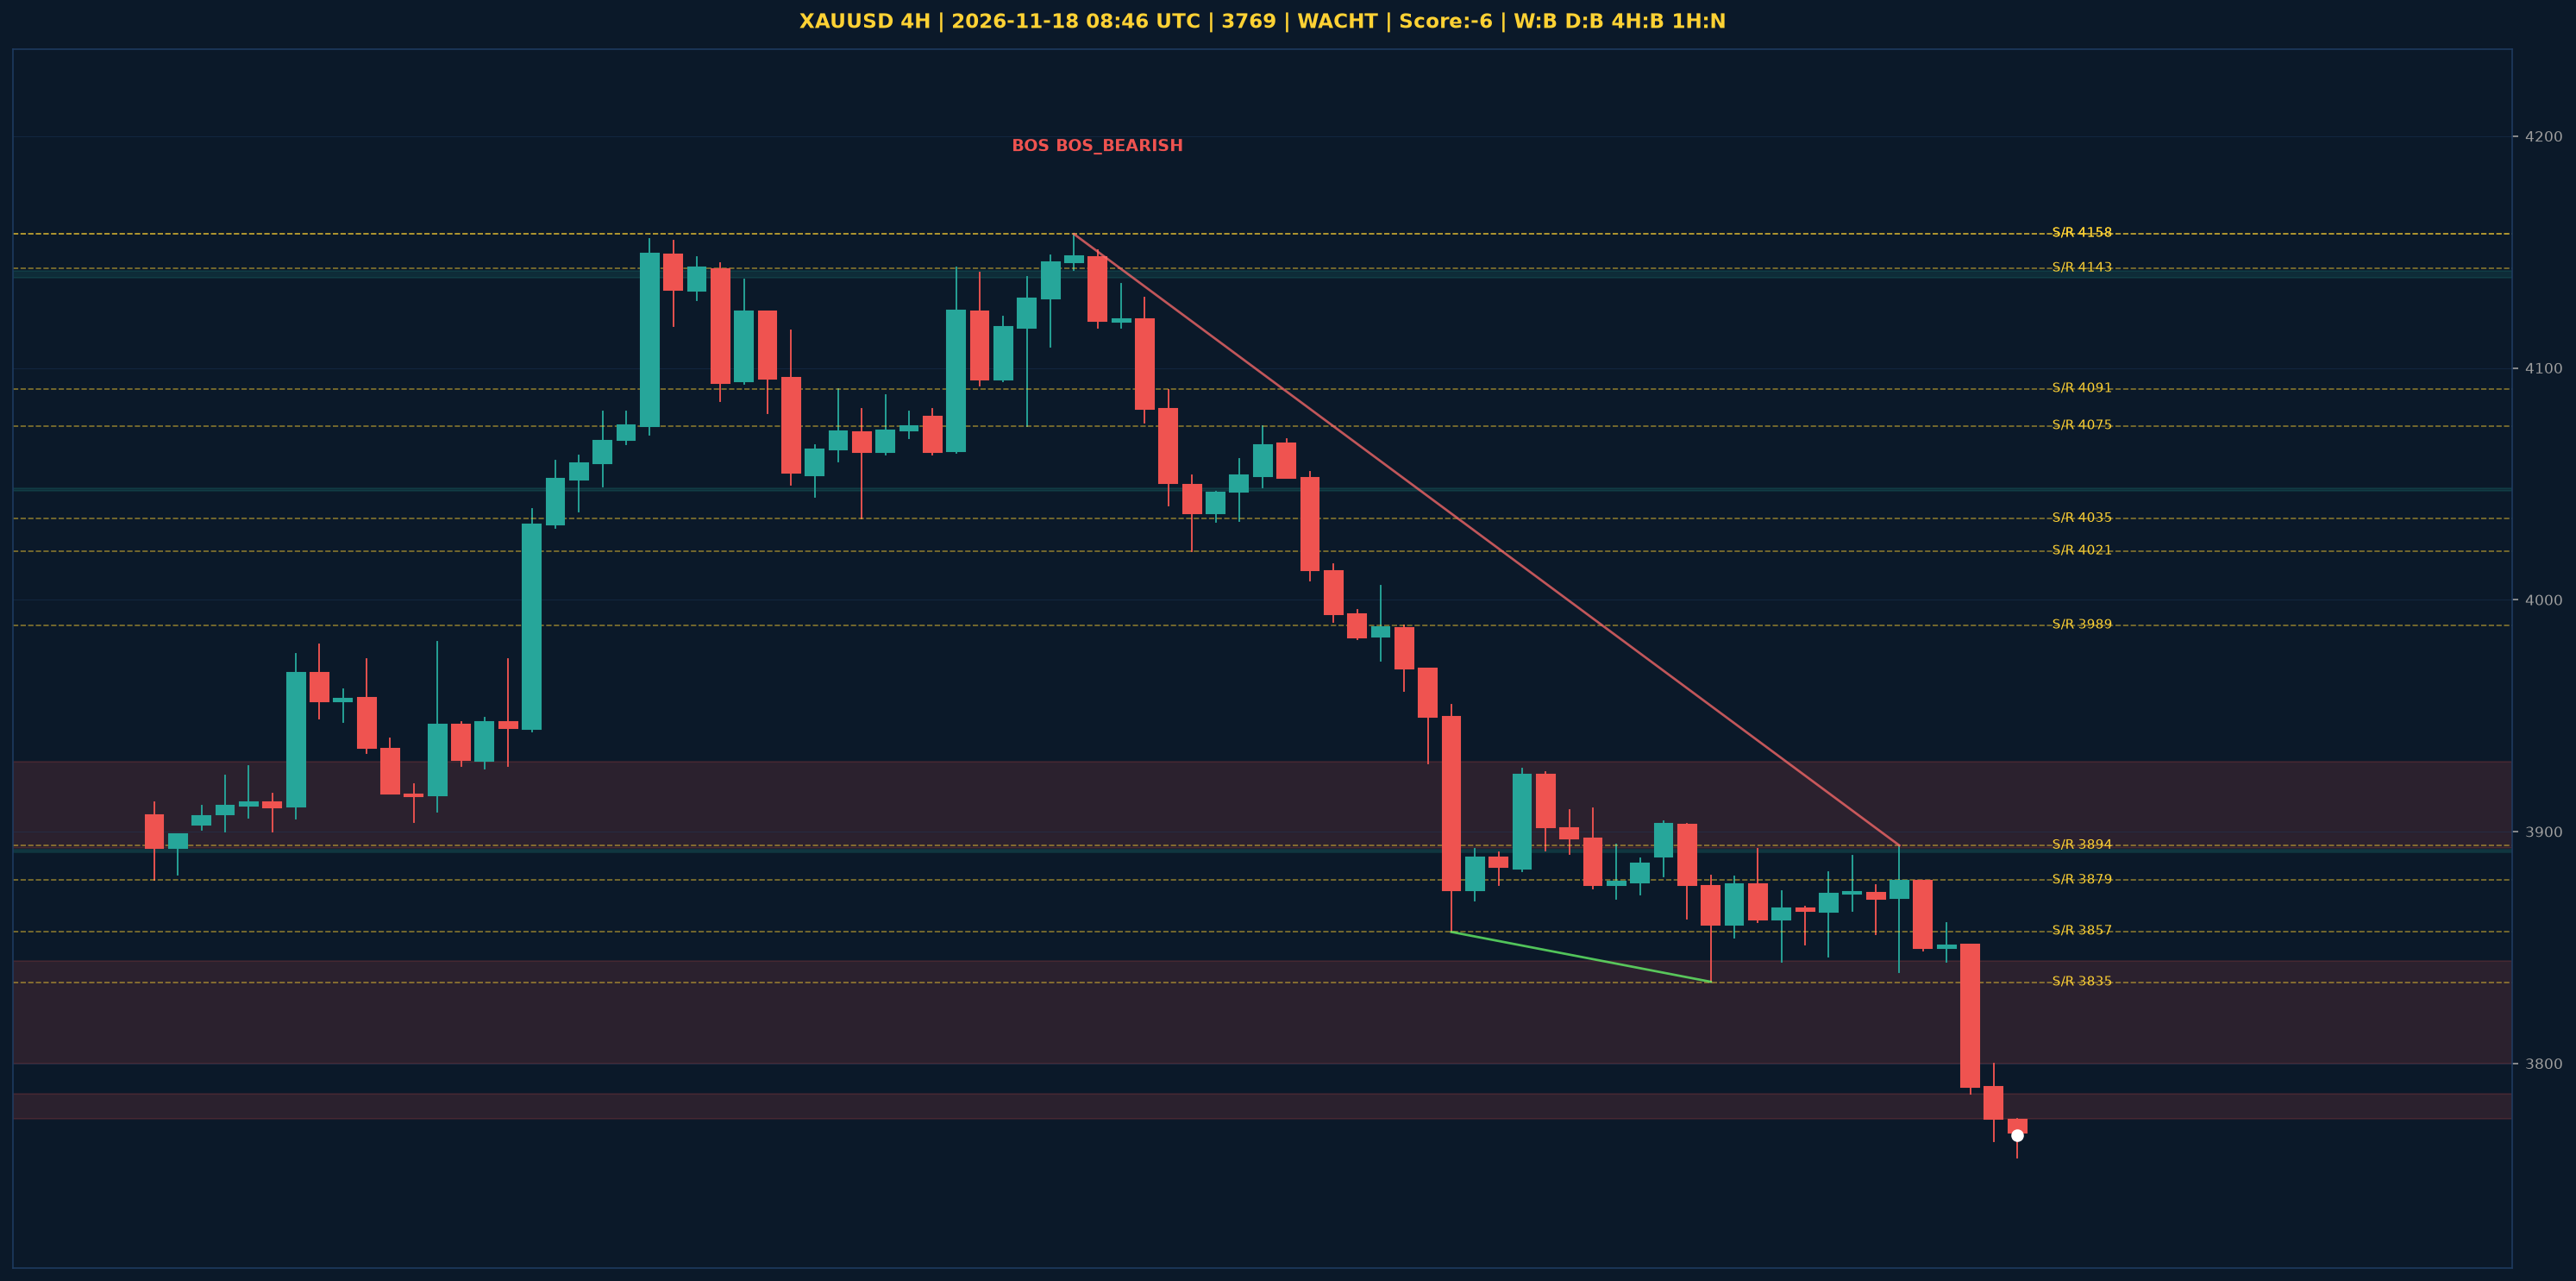 XAUUSD 4H | 2026-11-18 08:46 UTC | 3769 | WACHT | Score:-6 | W:B D:B 4H:B 1H:N
4200
BOS BOS_BEARISH
S/R 4158
S/R 4143
4100
S/R 4091
S/R 4075
S/R 4035
S/R 4021
4000
S/R 3989
3900
S/R 3894
S/R 3879
S/R 3857
S/R 3835
3800